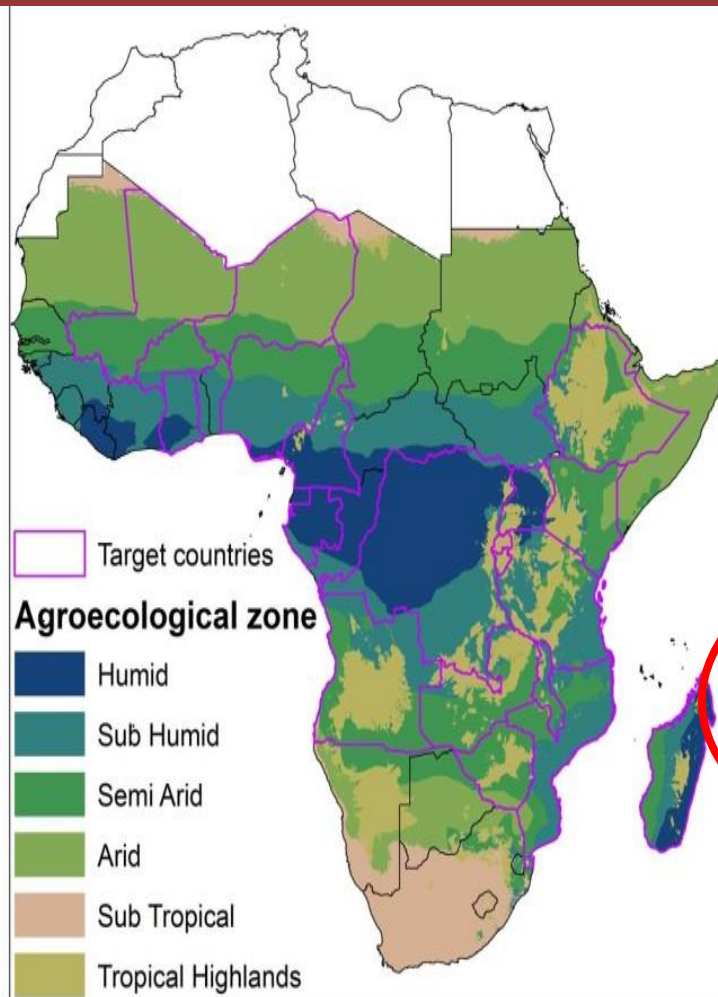 Target countries
Agroecological zone
Humid
Sub Humid
Semi Arid
Arid
Sub Tropical
Tropical Highlands